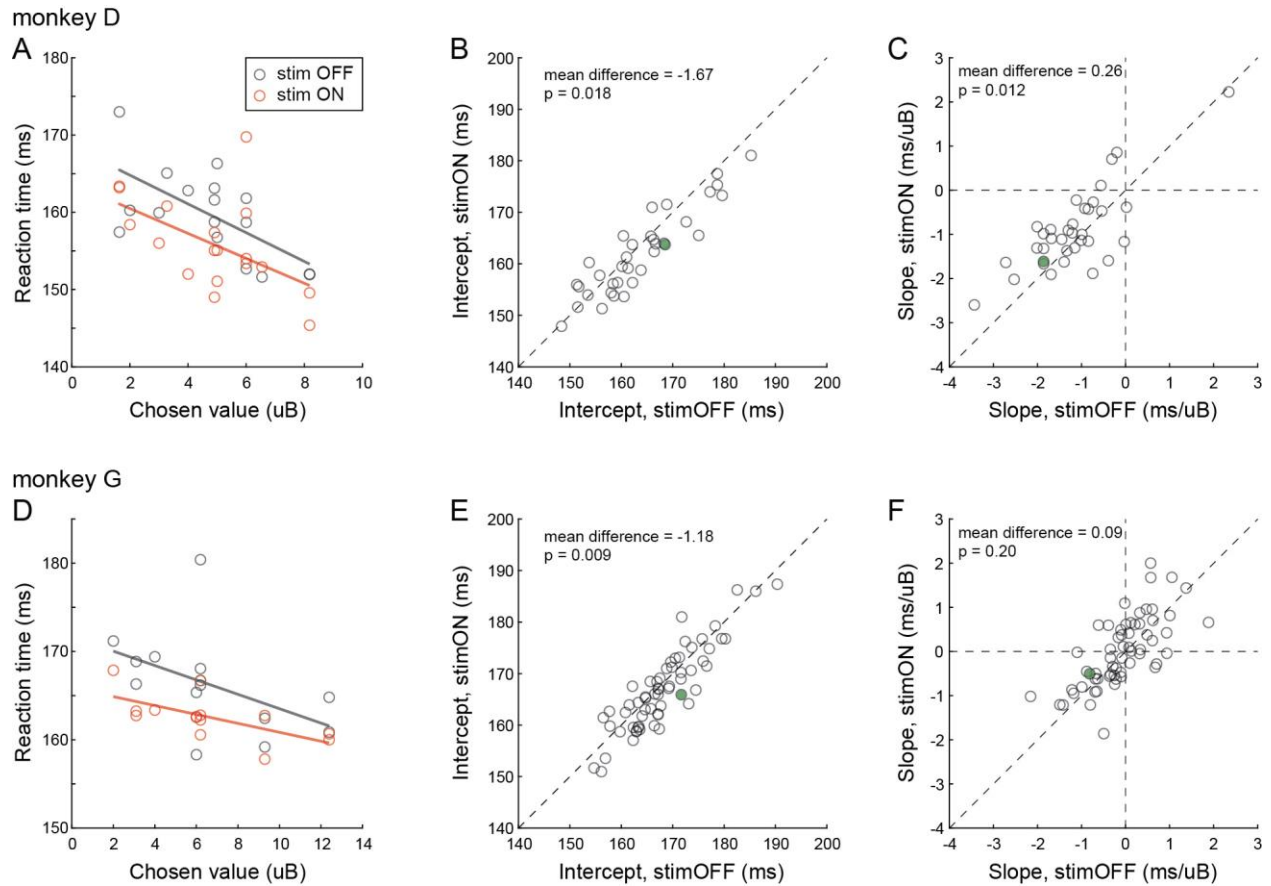 monkey D
A
180
170
160
150
140
Reaction time (ms)
stim OFF
stim ON
0 2 4 6 8 10
Chosen value (uB)
B
200
190
180
170
160
150
140
Intercept, stimON (ms)
mean difference = -1.67
p = 0.018
140 150 160 170 180 190 200
Intercept, stimOFF (ms)
C
3
2
1
0
-1
-2
-3
-4
Slope, stimON (ms/uB)
mean difference = 0.26
p = 0.012
-4 -3 -2 -1 0 1 2 3
Slope, stimOFF (ms/uB)
monkey G
D
180
170
160
150
Reaction time (ms)
0 2 4 6 8 10 12 14
Chosen value (uB)
E
200
190
180
170
160
150
140
Intercept, stimON (ms)
mean difference = -1.18
p = 0.009
140 150 160 170 180 190 200
Intercept, stimOFF (ms)
F
3
2
1
0
-1
-2
-3
-4
Slope, stimON (ms/uB)
mean difference = 0.09
p = 0.20
-4 -3 -2 -1 0 1 2 3
Slope, stimOFF (ms/uB)